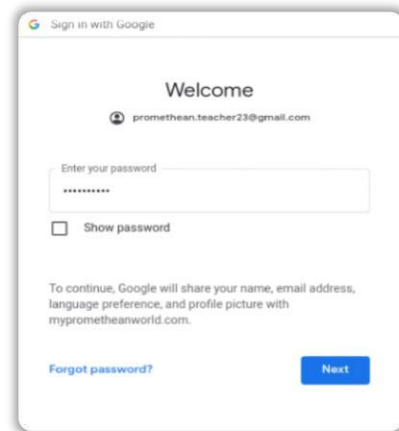 Sign in with Google
Welcome
promethean.teacher23@gmail.com
Enter your password
••••••••••
Show password
To continue, Google will share your name, email address,
language preference, and profile picture with
myprometheanworld.com.
Forgot password?
Next